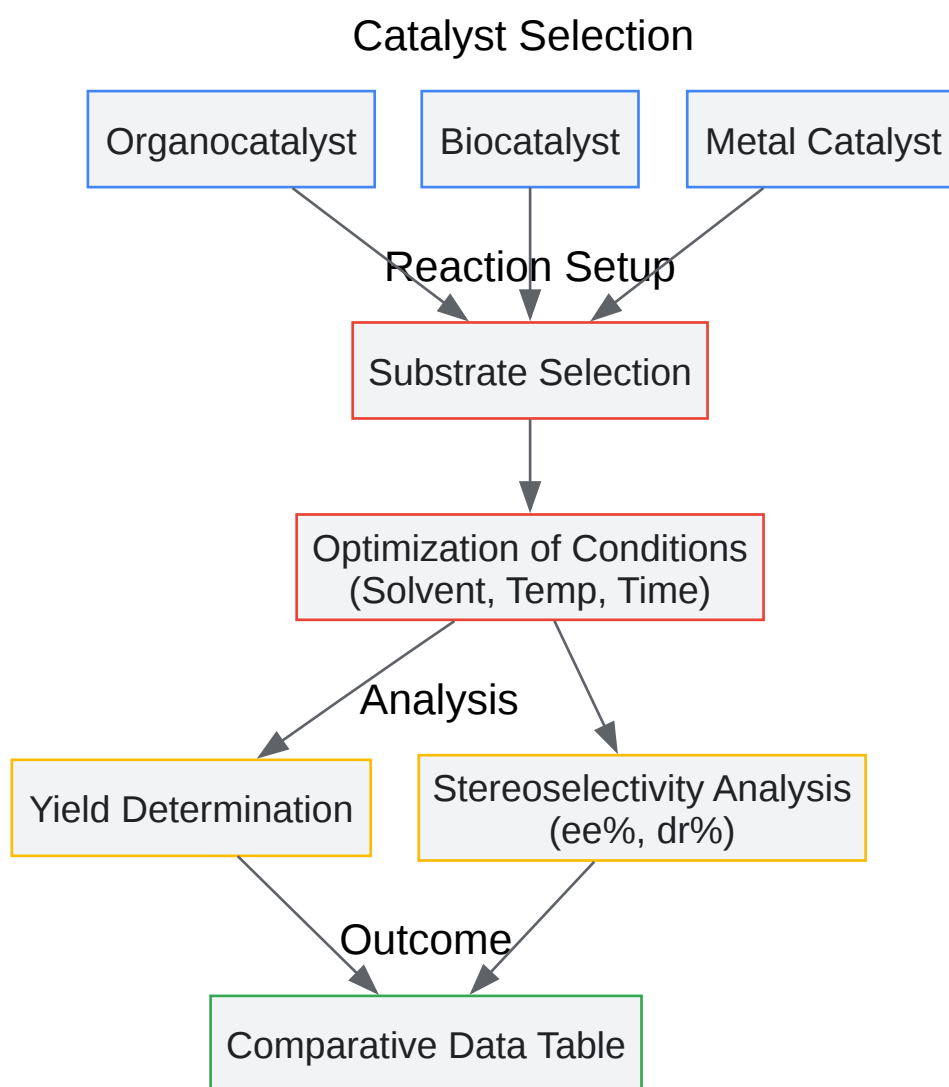 Catalyst Selection
Organocatalyst
Biocatalyst
Metal Catalyst
Reaction Setup
Substrate Selection
Optimization of Conditions
(Solvent, Temp, Time)
Analysis
Yield Determination
Stereoselectivity Analysis
(ee%, dr%)
Outcome
Comparative Data Table